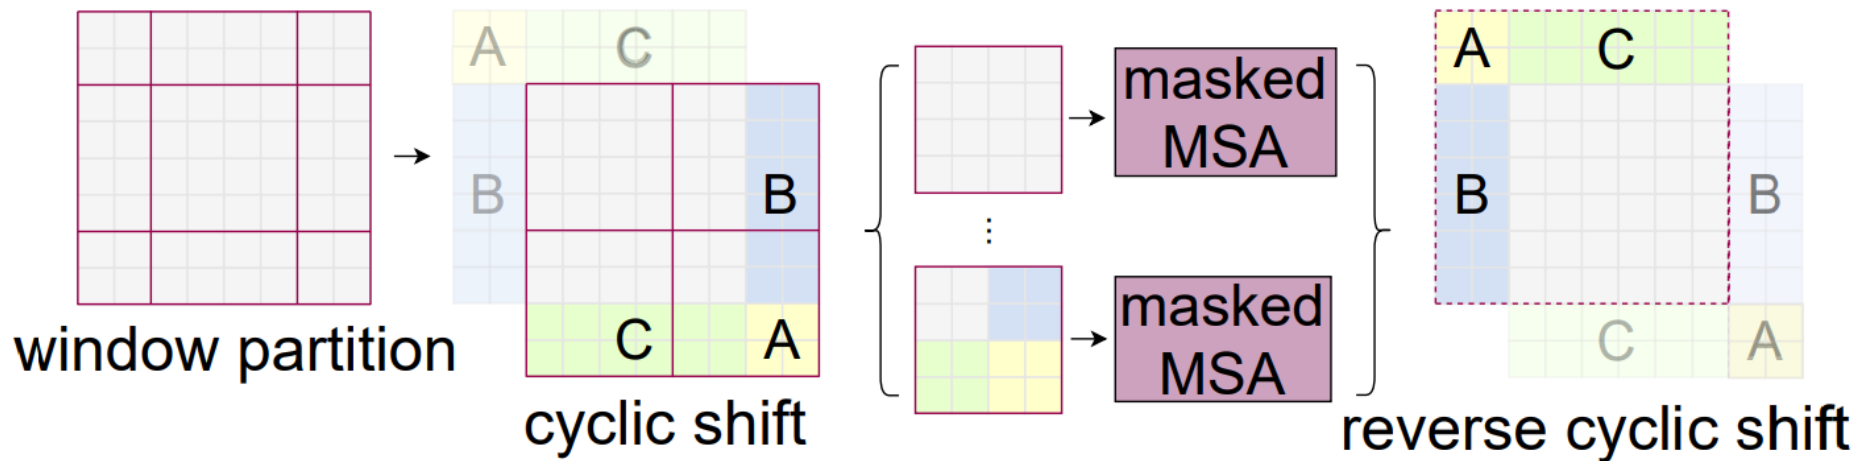 A
C
B
B
C
A
window partition
cyclic shift
masked
MSA
...
masked
MSA
A
C
B
B
C
A
reverse cyclic shift